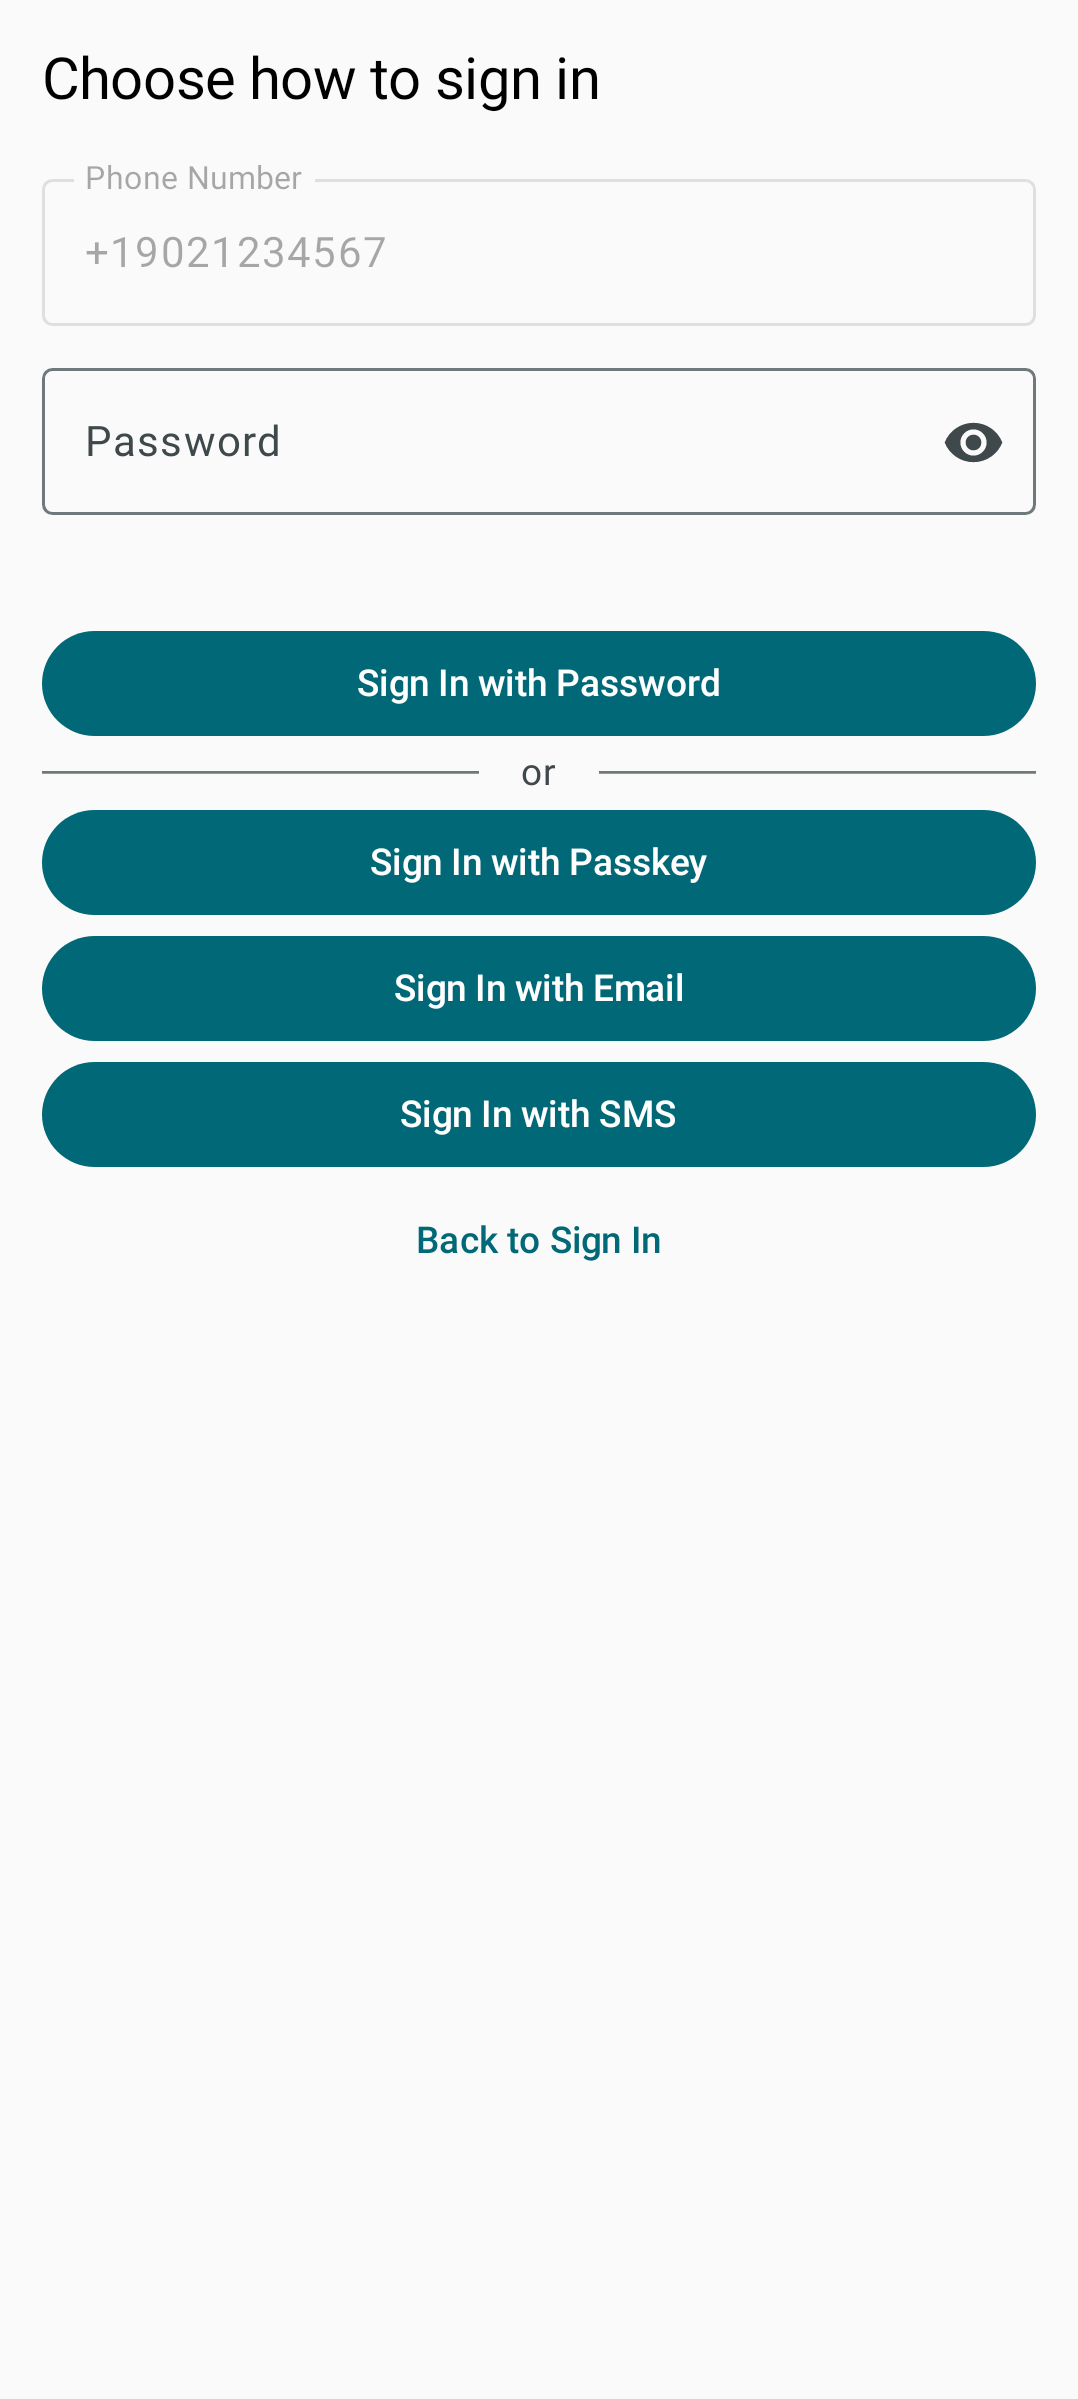 Choose how to sign in
Phone Number
+19021234567
Password
Sign In with Password
or
Sign In with Passkey
Sign In with Email
Sign In with SMS
Back to Sign In